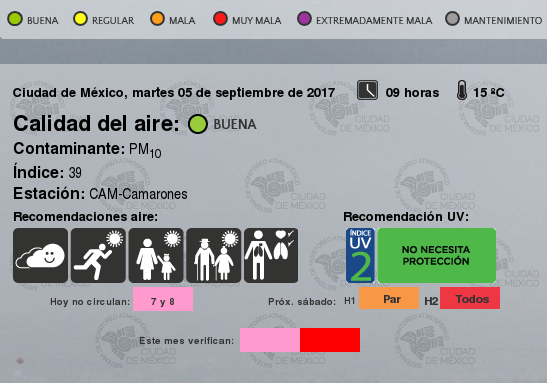 BUENA REGULAR MALA MUY MALA EXTREMADAMENTE MALA MANTENIMIENTO
Ciudad de México, martes 05 de septiembre de 2017 09 horas 15 ºC
Calidad del aire: BUENA
Contaminante: PM10
Índice: 39
Estación: CAM-Camarones
Recomendaciones aire: Recomendación UV:
ÍNDICE
UV
2
NO NECESITA
PROTECCIÓN
Hoy no circulan: 7 y 8 Próx. sábado: H1 Par H2 Todos
Este mes verifican: